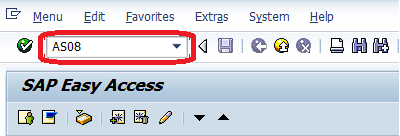 Menu Edit Favorites Extras System Help
AS08
SAP Easy Access